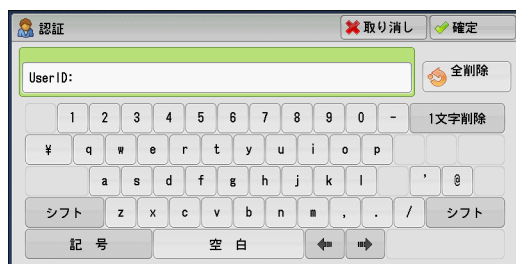 認証 取り消し 確定
UserID: 全削除
1 2 3 4 5 6 7 8 9 0 - 1文字削除
¥ q w e r t y u i o p
a s d f g h j k l ' @
シフト z x c v b n m , . / シフト
記号 空白